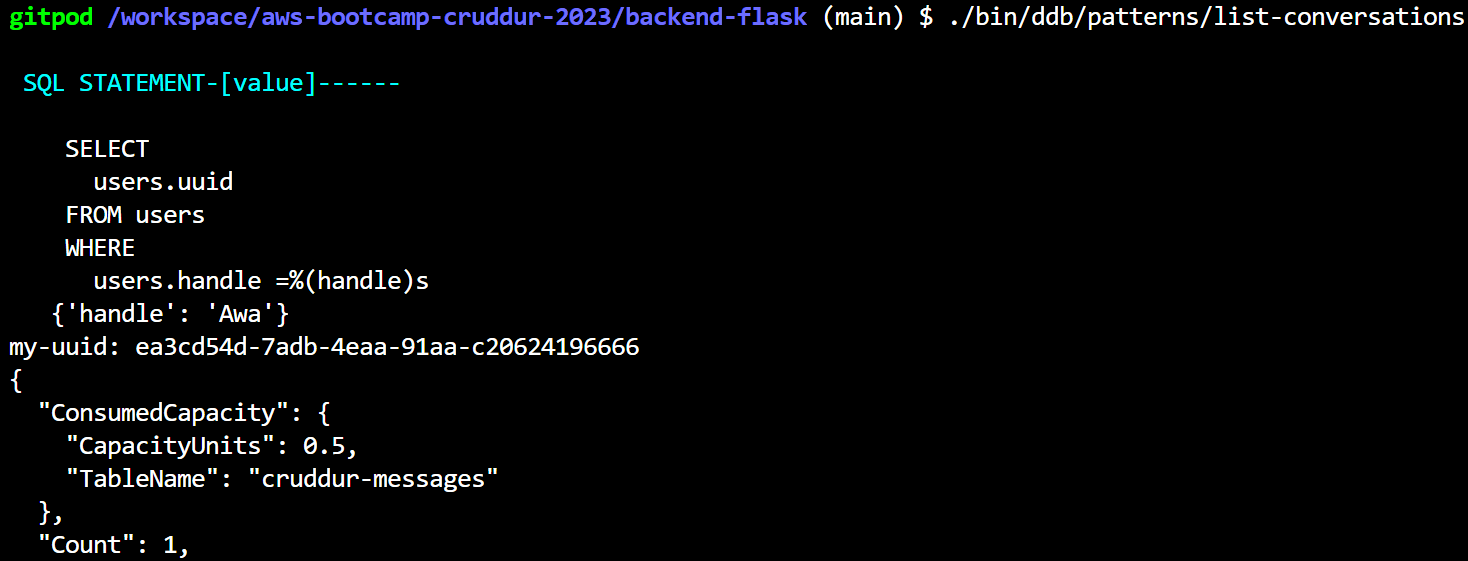 gitpod /workspace/aws-bootcamp-cruddur-2023/backend-flask (main) $ ./bin/ddb/patterns/list-conversations
SQL STATEMENT-[value]------
SELECT
users.uuid
FROM users
WHERE
users.handle =%(handle)s
{'handle': 'Awa'}
my-uuid: ea3cd54d-7adb-4eaa-91aa-c20624196666
{
"ConsumedCapacity": {
"CapacityUnits": 0.5,
"TableName": "cruddur-messages"
},
"Count": 1,